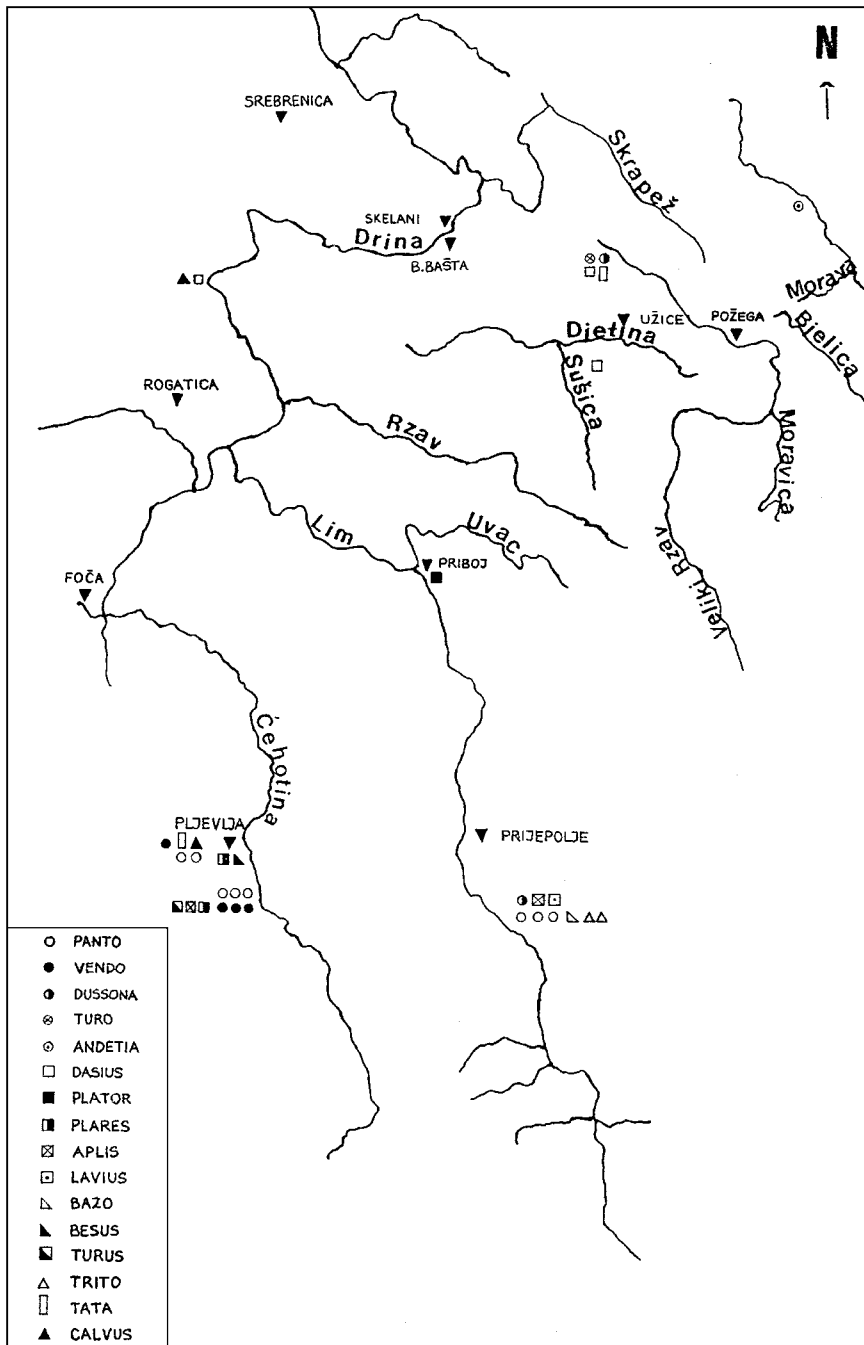 N
SREBRENICA
Skrapež
SKELANI
Drina
B.BAŠTA
Morava
Bjelica
UŽICE
POŽEGA
Djetina
Sušica
ROGATICA
Rzav
Moravica
Lim
Uvac
PRIBOJ
Veliki Rzav
FOČA
Ćehotina
PLJEVLJA
PRIJEPOLJE
PANTO
VENDO
DUSSONA
TURO
ANDETIA
DASIUS
PLATOR
PLARES
APLIS
LAVIUS
BAZO
BESUS
TURUS
TRITO
TATA
CALVUS